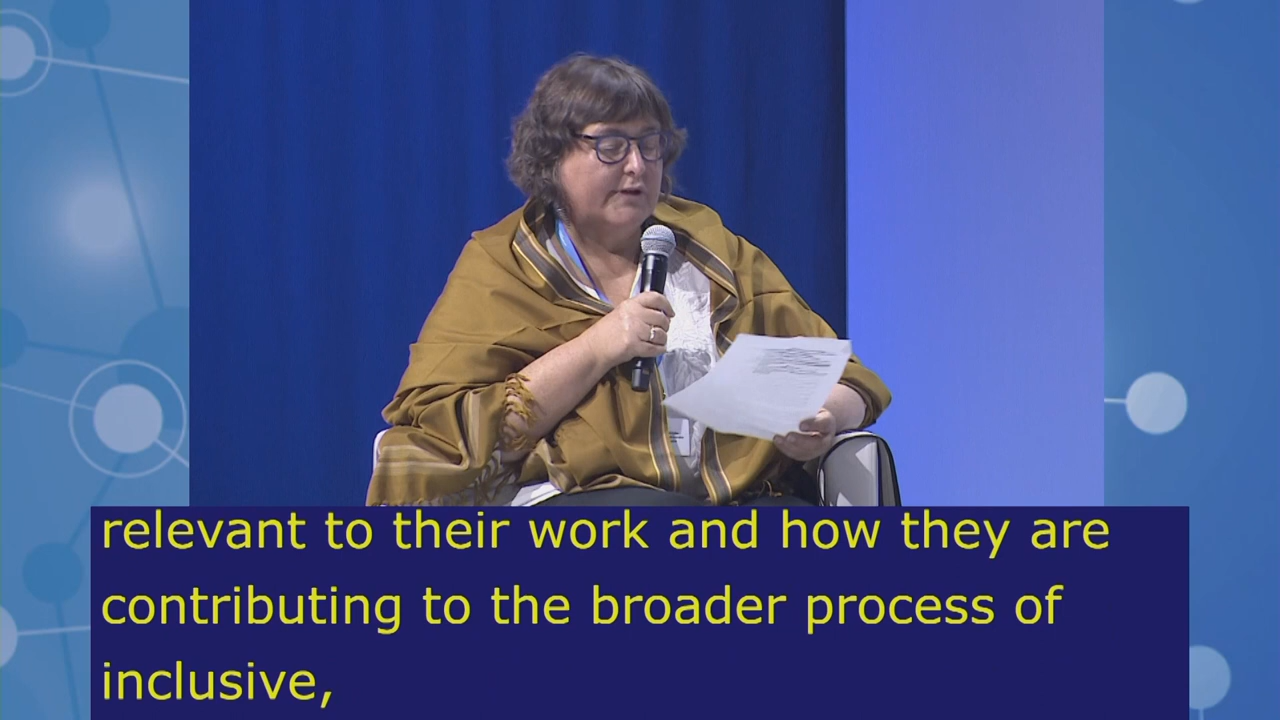 relevant to their work and how they are
contributing to the broader process of
inclusive,